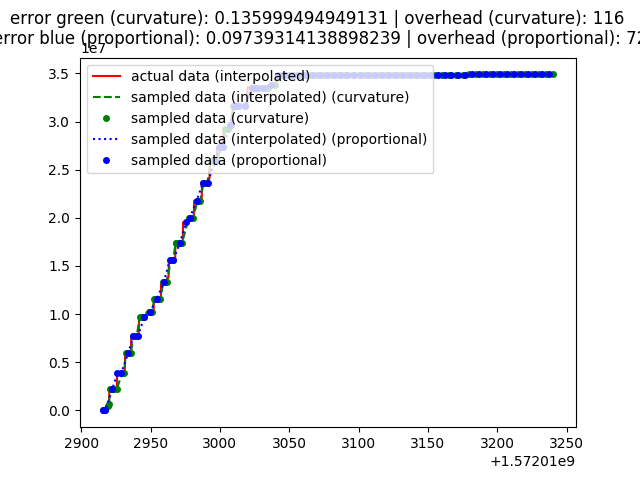 error green (curvature): 0.135999494949131 | overhead (curvature): 116
error blue (proportional): 0.09739314138898239 | overhead (proportional): 72
1e7
actual data (interpolated)
sampled data (interpolated) (curvature)
sampled data (curvature)
sampled data (interpolated) (proportional)
sampled data (proportional)
3.5
3.0
2.5
2.0
1.5
1.0
0.5
0.0
2900 2950 3000 3050 3100 3150 3200 3250
+1.57201e9